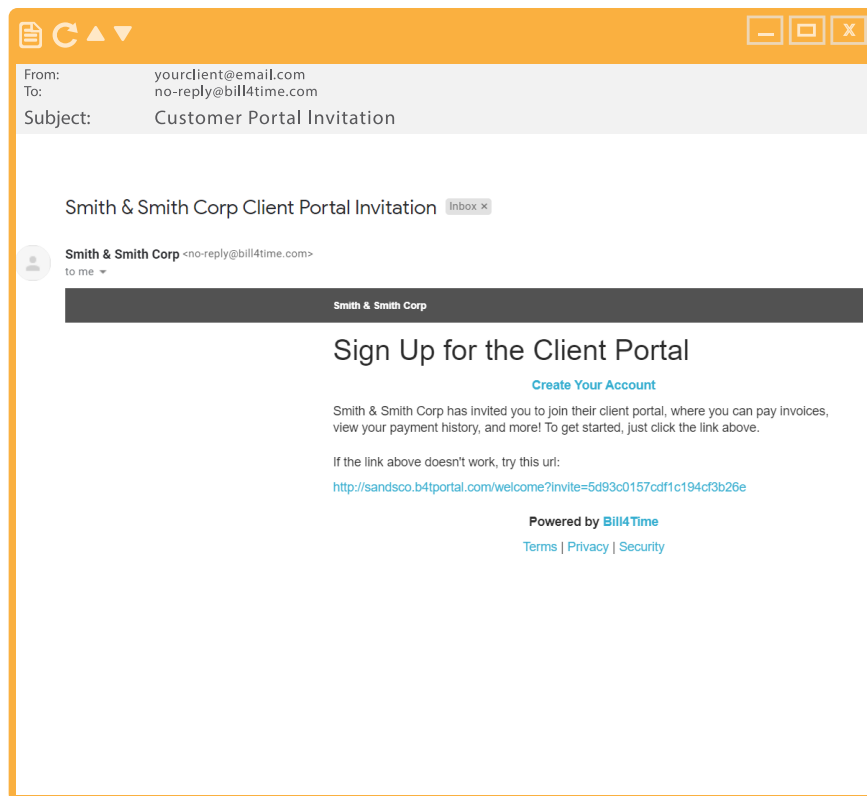 X
From: yourclient@email.com
To: no-reply@bill4time.com
Subject: Customer Portal Invitation
Smith & Smith Corp Client Portal Invitation Inbox ×
Smith & Smith Corp <no-reply@bill4time.com>
to me
Smith & Smith Corp
Sign Up for the Client Portal
Create Your Account
Smith & Smith Corp has invited you to join their client portal, where you can pay invoices,
view your payment history, and more! To get started, just click the link above.
If the link above doesn't work, try this url:
http://sandsco.b4tportal.com/welcome?invite=5d93c0157cdf1c194cf3b26e
Powered by Bill4Time
Terms | Privacy | Security